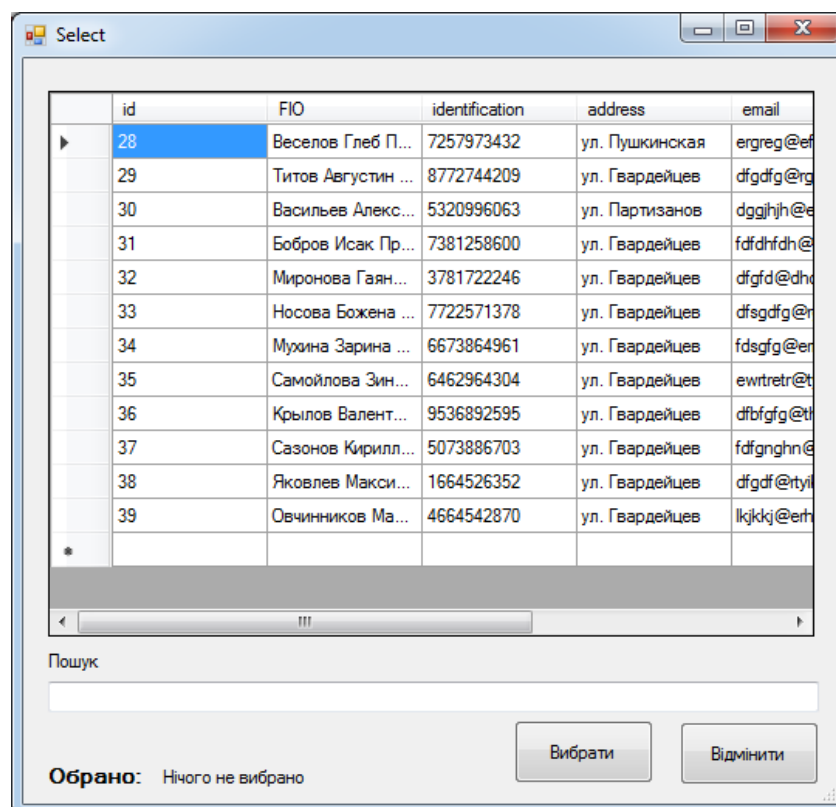 Select
id FIO identification address email
28 Веселов Глеб П... 7257973432 ул. Пушкинская ergreg@ef
29 Титов Августин ... 8772744209 ул. Гвардейцев dfgdfg@rg
30 Васильев Алекс... 5320996063 ул. Партизанов dggjhjh@e
31 Бобров Исак Пр... 7381258600 ул. Гвардейцев fdfdhfdh@
32 Миронова Гаян... 3781722246 ул. Гвардейцев dfgfd@dhd
33 Носова Божена ... 7722571378 ул. Гвардейцев dfsgdfg@r
34 Мухина Зарина ... 6673864961 ул. Гвардейцев fdsgfg@er
35 Самойлова Зин... 6462964304 ул. Гвардейцев ewrtretr@t
36 Крылов Валент... 9536892595 ул. Гвардейцев dfbfgfg@th
37 Сазонов Кирилл... 5073886703 ул. Гвардейцев fdfgnghn@
38 Яковлев Макси... 1664526352 ул. Гвардейцев dfgdf@rtyil
39 Овчинников Ма... 4664542870 ул. Гвардейцев lkjkkj@erh
Пошук
Вибрати Відмінити
Обрано: Нічого не вибрано